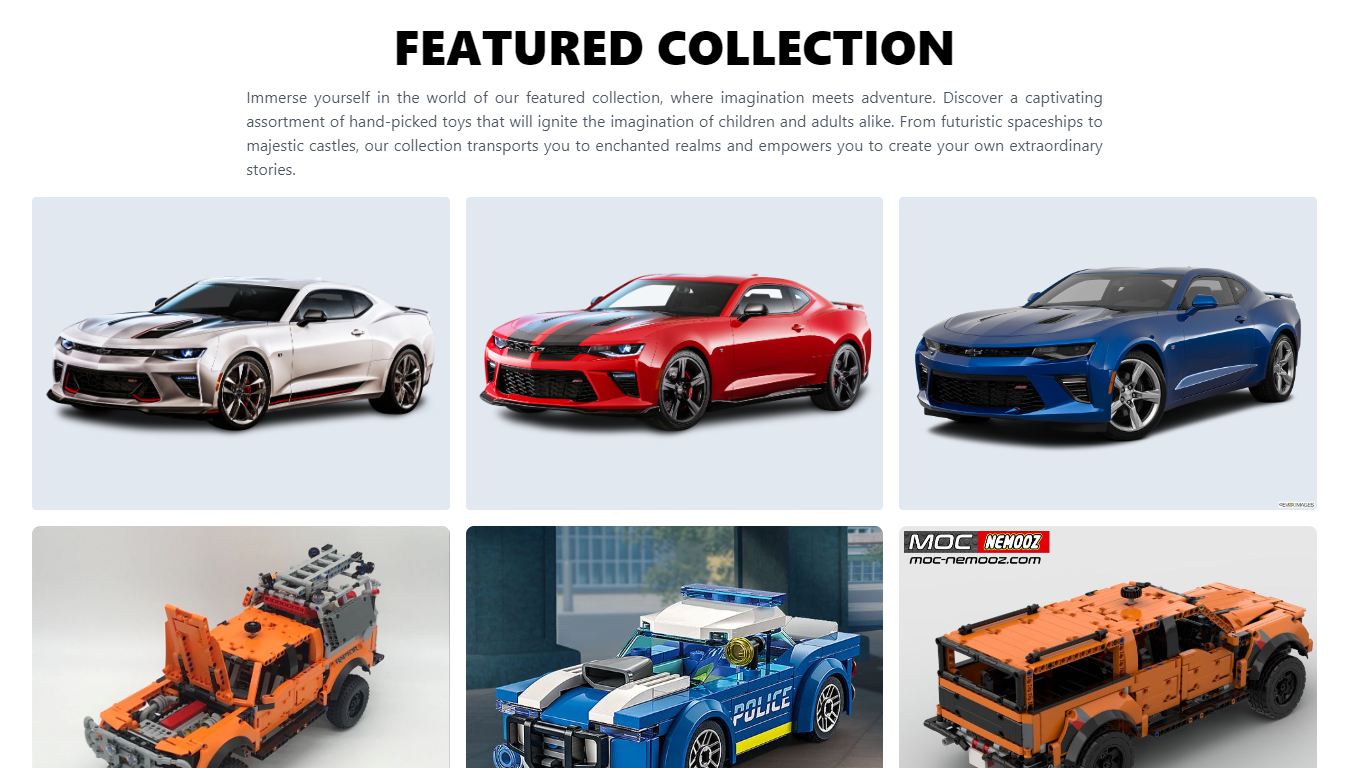 FEATURED COLLECTION
Immerse yourself in the world of our featured collection, where imagination meets adventure. Discover a captivating
assortment of hand-picked toys that will ignite the imagination of children and adults alike. From futuristic spaceships to
majestic castles, our collection transports you to enchanted realms and empowers you to create your own extraordinary
stories.
MOC NEMOOZ
moc-nemooz.com
POLICE